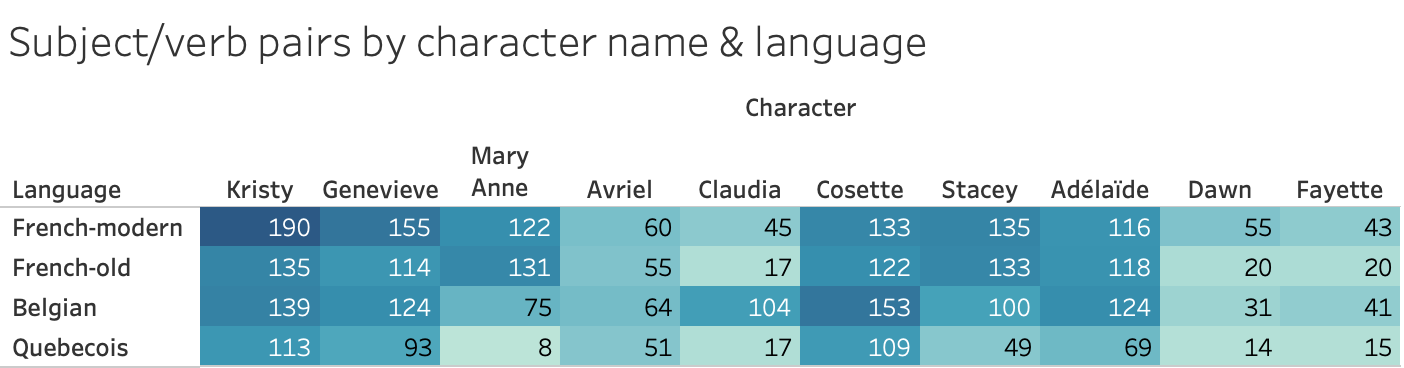 Subject/verb pairs by character name & language
Character
Language Kristy Genevieve Mary Anne Avriel Claudia Cosette Stacey Adélaïde Dawn Fayette
French-modern 190 155 122 60 45 133 135 116 55 43
French-old 135 114 131 55 17 122 133 118 20 20
Belgian 139 124 75 64 104 153 100 124 31 41
Quebecois 113 93 8 51 17 109 49 69 14 15